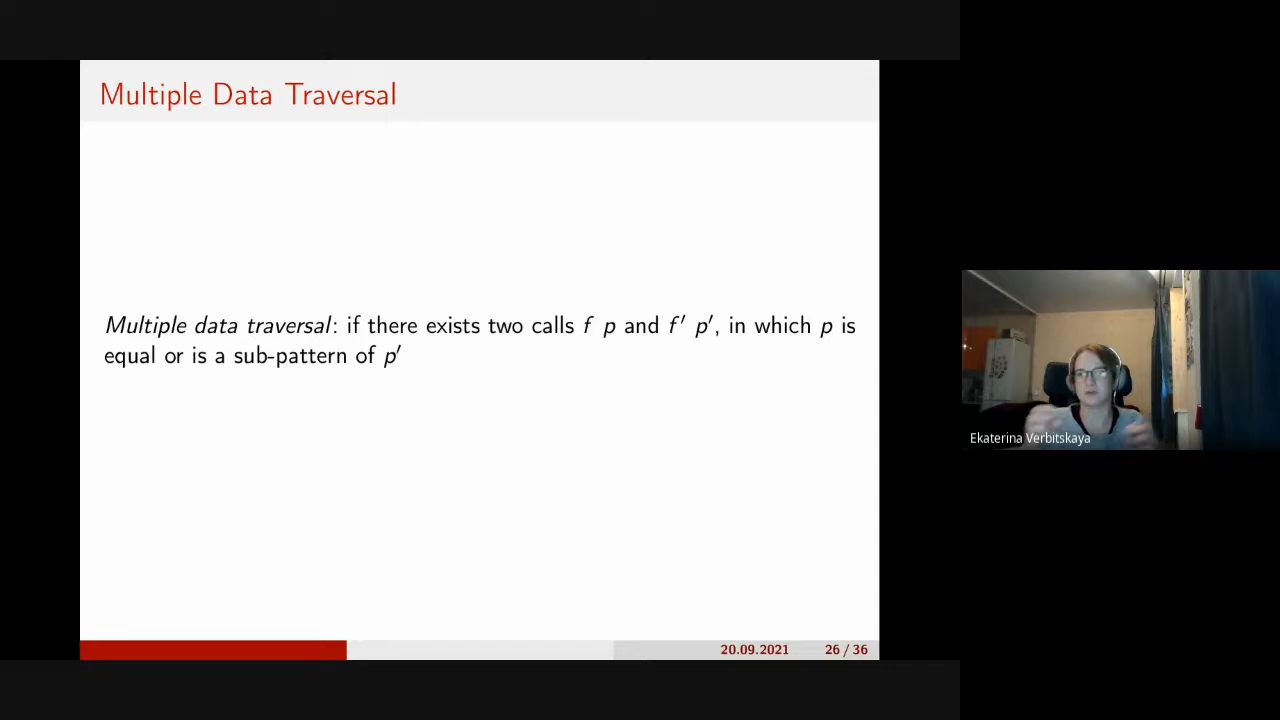 Multiple Data Traversal
Multiple data traversal: if there exists two calls f p and f′ p′, in which p is
equal or is a sub-pattern of p′
Ekaterina Verbitskaya
20.09.2021 26 / 36